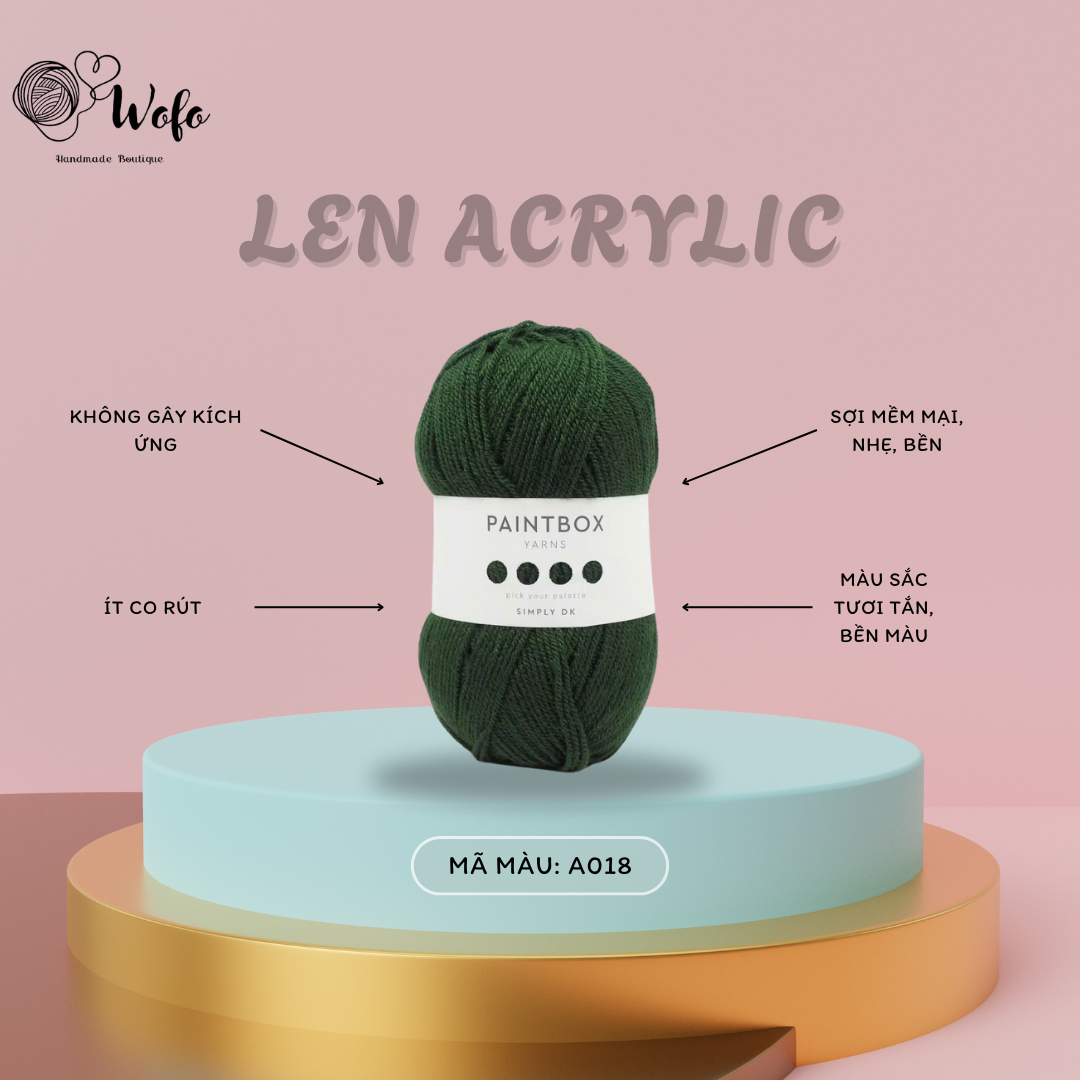 Wofo
Handmade Boutique
LEN ACRYLIC
KHÔNG GÂY KÍCH
ỨNG
SỢI MỀM MẠI,
NHẸ, BỀN
PAINTBOX
YARNS
pick your palette
SIMPLY DK
ÍT CO RÚT
MÀU SẮC
TƯƠI TẮN,
BỀN MÀU
MÃ MÀU: A018